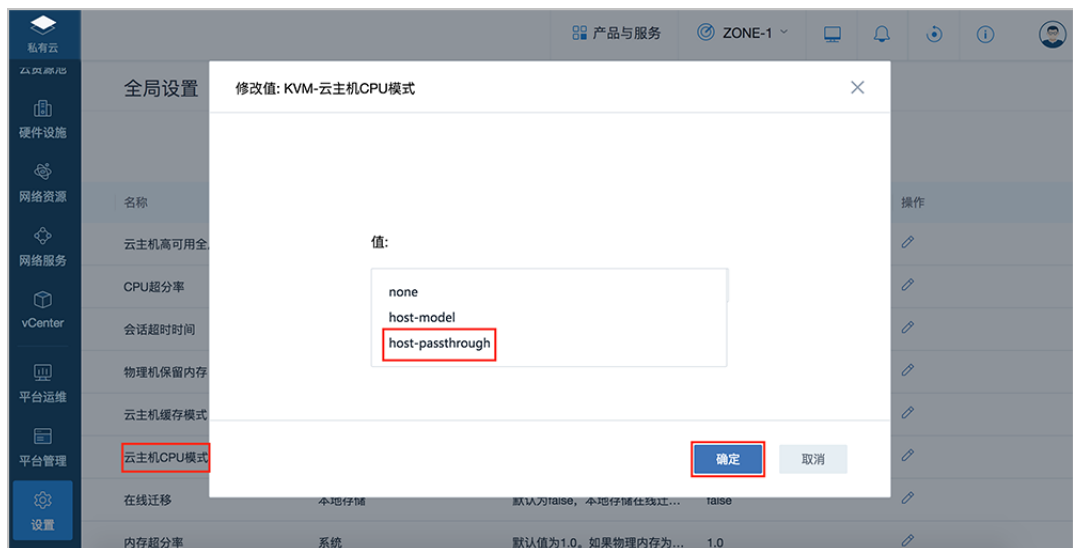 产品与服务
ZONE-1
私有云
云资源池
硬件设施
网络资源
网络服务
vCenter
平台运维
平台管理
设置
全局设置
修改值: KVM-云主机CPU模式
名称
操作
云主机高可用全
CPU超分率
会话超时时间
物理机保留内存
云主机缓存模式
云主机CPU模式
值:
none
host-model
host-passthrough
确定
取消
在线迁移
本地存储
默认为false，本地存储在线迁...
false
内存超分率
系统
默认值为1.0。如果物理内存为...
1.0